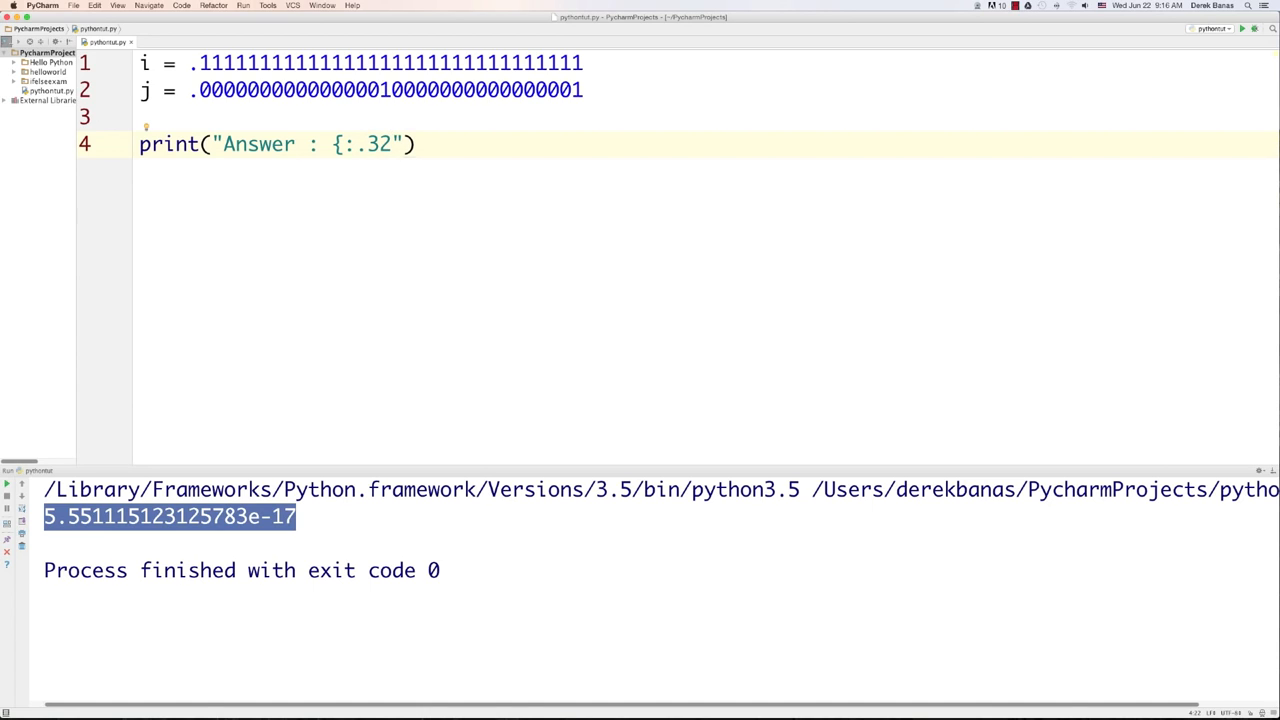 PyCharm File Edit View Navigate Code Refactor Run Tools VCS Window Help 10 Wed Jun 22 9:16 AM Derek Banas
pythontut.py - PycharmProjects - [~/PycharmProjects]
PycharmProjects pythontut.py pythontut
pythontut.py
PycharmProject
Hello Python
helloworld
ifelseexam
pythontut.py
External Librarie
1 i = .11111111111111111111111111111111
2 j = .00000000000000010000000000000001
3
4 print("Answer : {:.32")
Run pythontut
/Library/Frameworks/Python.framework/Versions/3.5/bin/python3.5 /Users/derekbanas/PycharmProjects/pytho
5.551115123125783e-17
Process finished with exit code 0
4:22 LF÷ UTF-8÷